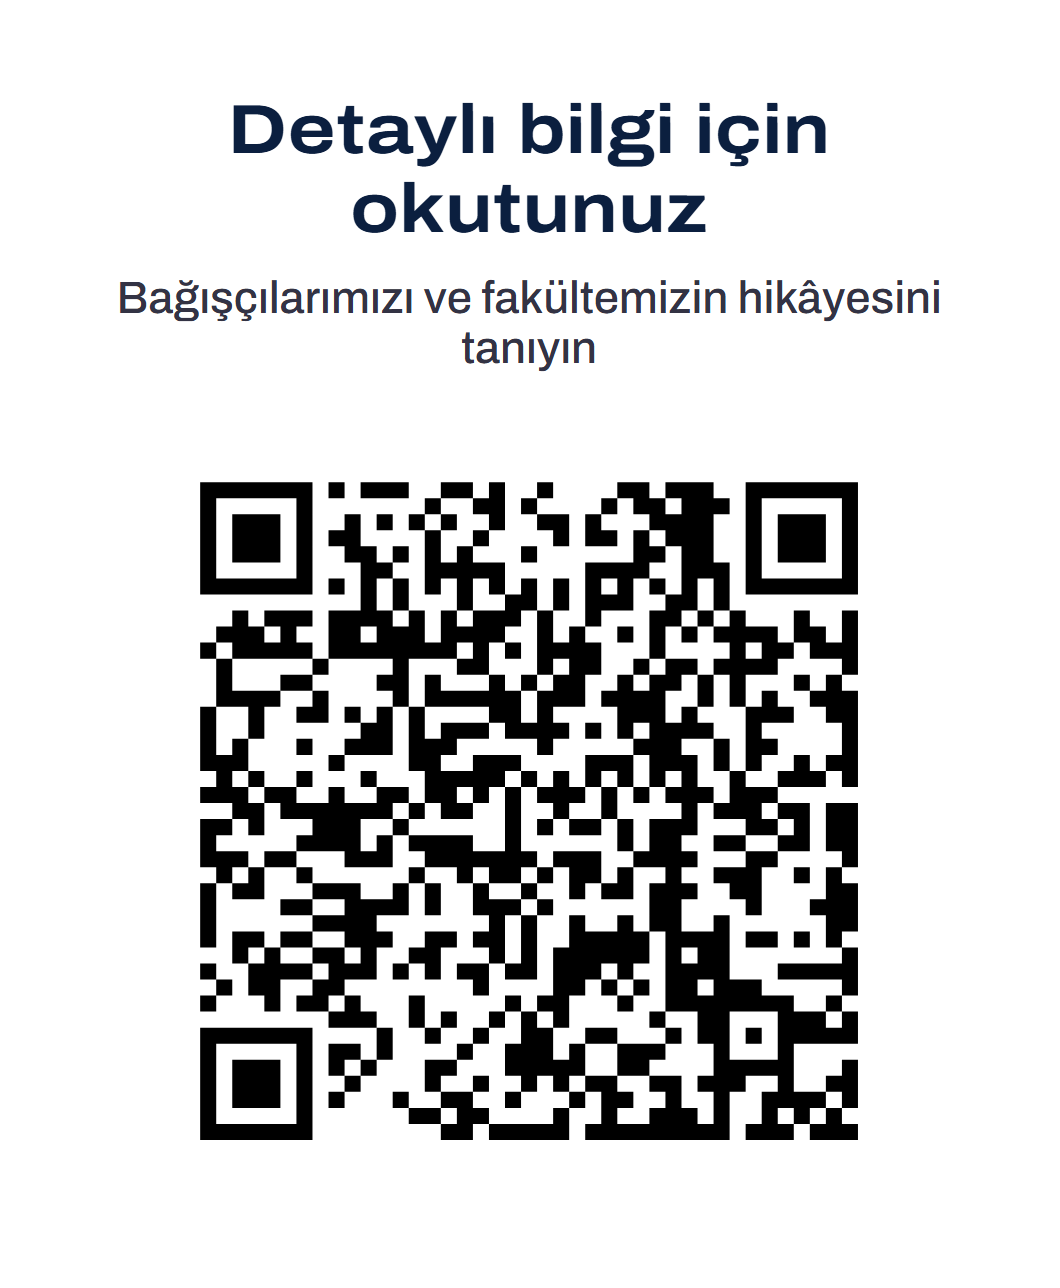 Detaylı bilgi için
okutunuz
Bağışçılarımızı ve fakültemizin hikâyesini
tanıyın